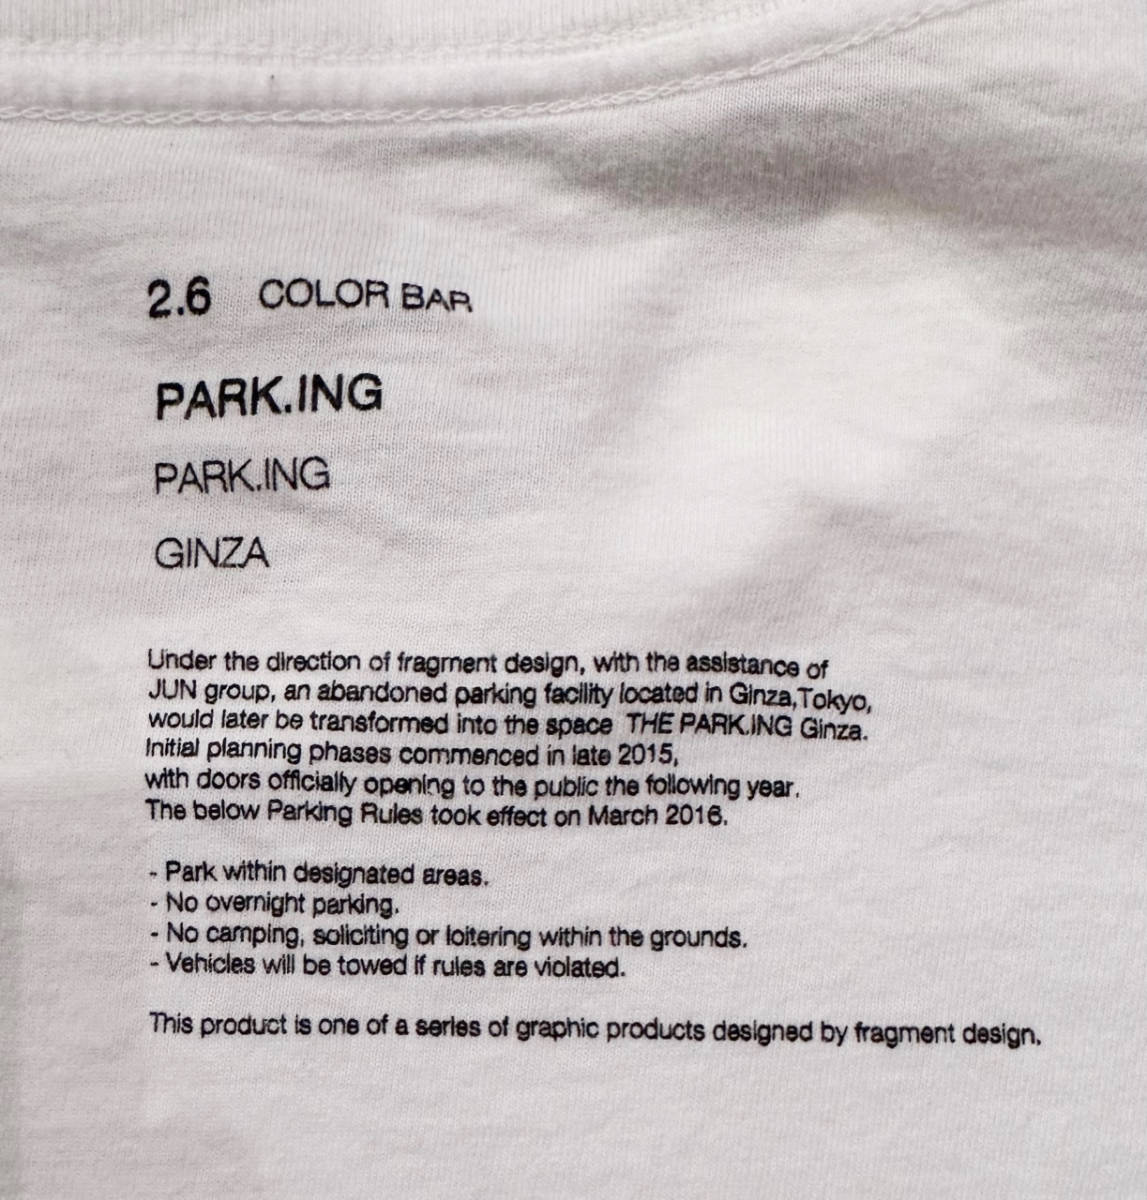 2.6 COLOR BAR
PARK.ING
PARK.ING
GINZA
Under the direction of fragment design, with the assistance of
JUN group, an abandoned parking facility located in Ginza,Tokyo,
would later be transformed into the space THE PARK.ING Ginza.
Initial planning phases commenced in late 2015,
with doors officially opening to the public the following year.
The below Parking Rules took effect on March 2016.
- Park within designated areas.
- No overnight parking.
- No camping, soliciting or loitering within the grounds.
- Vehicles will be towed if rules are violated.
This product is one of a series of graphic products designed by fragment design.